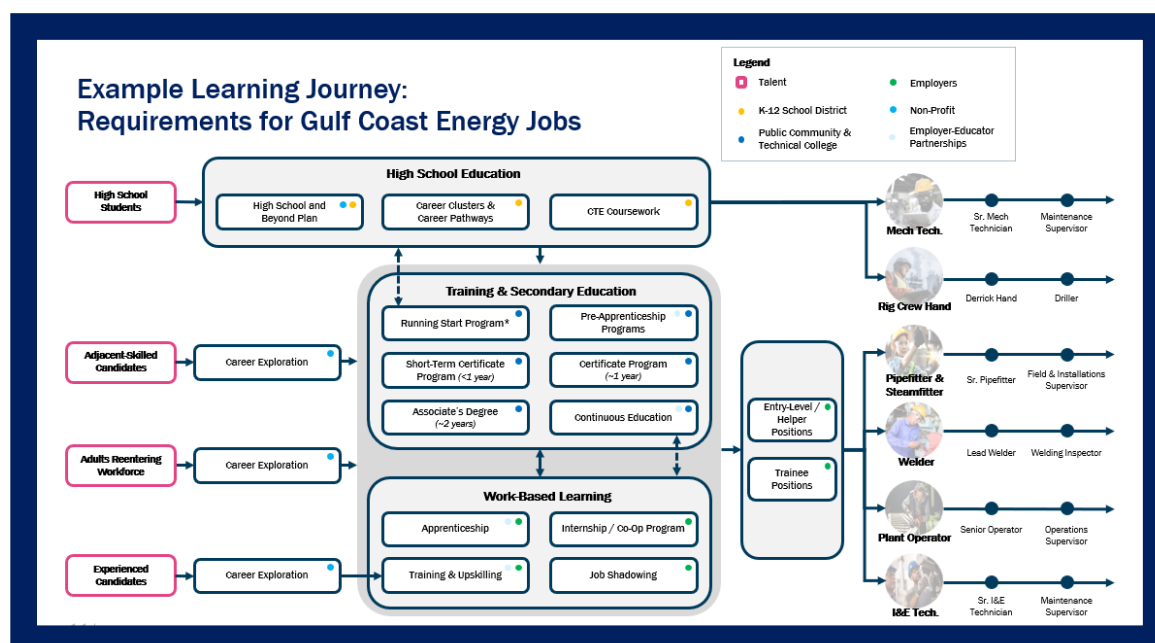 Example Learning Journey:
Requirements for Gulf Coast Energy Jobs
Legend
Talent
Employers
K-12 School District
Non-Profit
Public Community &
Technical College
Employer-Educator
Partnerships
High School
Students
High School Education
High School and
Beyond Plan
Career Clusters &
Career Pathways
CTE Coursework
Mech Tech.
Sr. Mech
Technician
Maintenance
Supervisor
Rig Crew Hand
Derrick Hand
Driller
Training & Secondary Education
Running Start Program*
Pre-Apprenticeship
Programs
Adjacent-Skilled
Candidates
Career Exploration
Short-Term Certificate
Program (<1 year)
Certificate Program
(~1 year)
Associate's Degree
(~2 years)
Continuous Education
Adults Reentering
Workforce
Career Exploration
Work-Based Learning
Apprenticeship
Internship / Co-Op Program
Experienced
Candidates
Career Exploration
Training & Upskilling
Job Shadowing
Entry-Level /
Helper
Positions
Trainee
Positions
Pipefitter &
Steamfitter
Sr. Pipefitter
Field & Installations
Supervisor
Welder
Lead Welder
Welding Inspector
Plant Operator
Senior Operator
Operations
Supervisor
I&E Tech.
Sr. I&E
Technician
Maintenance
Supervisor